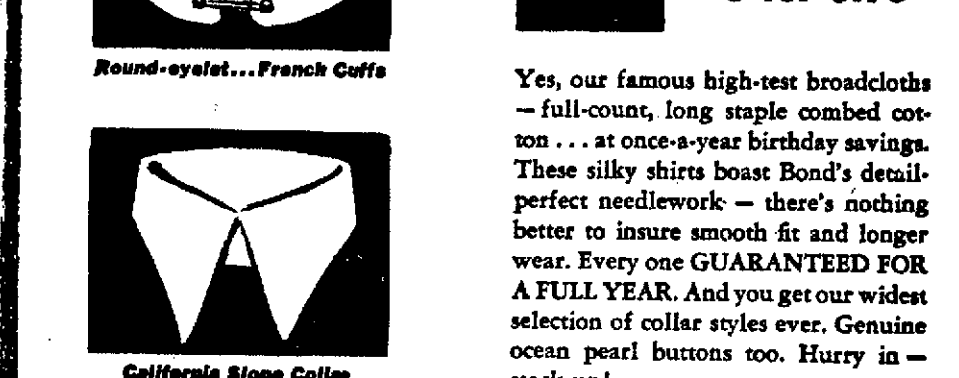 Round-eyelet...French Cuffs
California Slope Collar
Yes, our famous high-test broadcloths
— full-count, long staple combed cot-
ton . . . at once-a-year birthday savings.
These silky shirts boast Bond's detail-
perfect needlework — there's nothing
better to insure smooth fit and longer
wear. Every one GUARANTEED FOR
A FULL YEAR. And you get our widest
selection of collar styles ever. Genuine
ocean pearl buttons too. Hurry in —